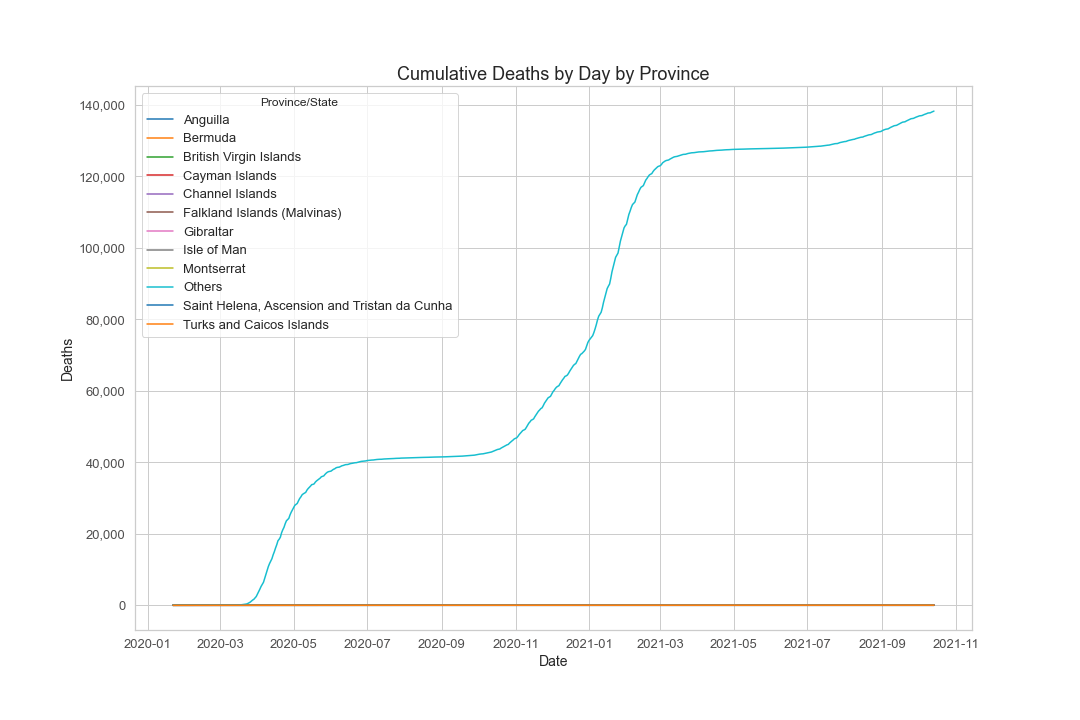 Cumulative Deaths by Day by Province
Province/State
Anguilla
Bermuda
British Virgin Islands
Cayman Islands
Channel Islands
Falkland Islands (Malvinas)
Gibraltar
Isle of Man
Montserrat
Others
Saint Helena, Ascension and Tristan da Cunha
Turks and Caicos Islands
Deaths
140,000
120,000
100,000
80,000
60,000
40,000
20,000
0
2020-01 2020-03 2020-05 2020-07 2020-09 2020-11 2021-01 2021-03 2021-05 2021-07 2021-09 2021-11
Date